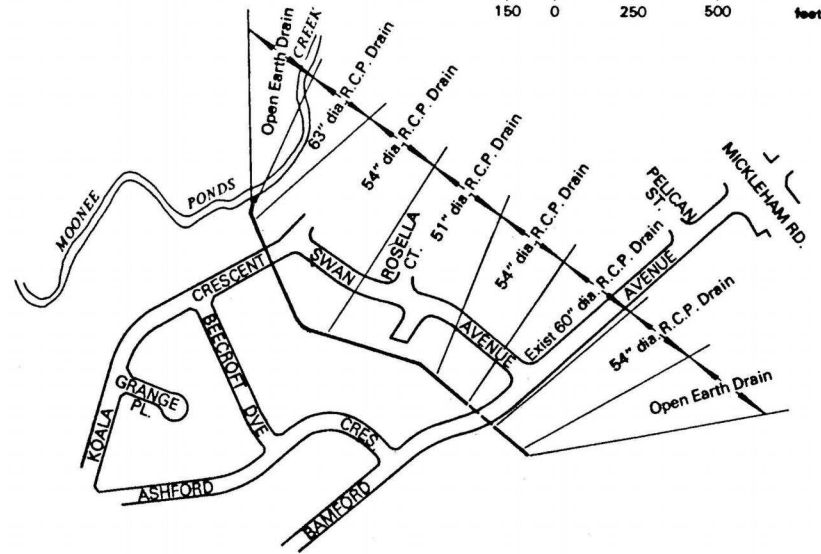 150 0 250 500 feet
Open Earth Drain
CREEK
63" dia. R.C.P. Drain
54" dia. R.C.P. Drain
51" dia. R.C.P. Drain
54" dia. R.C.P. Drain
Exist 60" dia. R.C.P. Drain
54" dia. R.C.P. Drain
Open Earth Drain
MOONEE
PONDS
PELICAN
ST.
MICKLEHAM RD.
AVENUE
ROSELLA
CT.
SWAN
AVENUE
CRESCENT
BEECROFT DVE
GRANGE
PL.
KOALA
CRES.
ASHFORD
BAMFORD